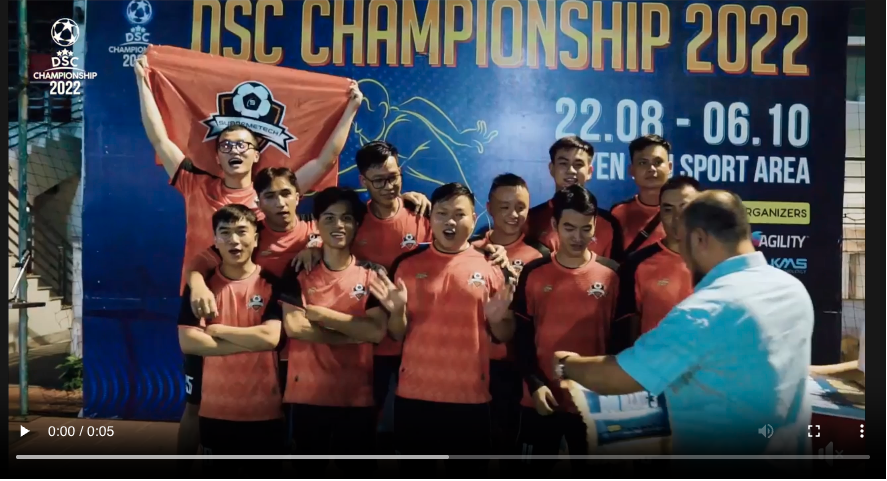 DSC CHAMPIONSHIP 2022
DSC
CHAMPIONSHIP
2022
DSC
CHAMPIONSHIP
SUPREMETECH
22.08 - 06.10
SPORT AREA
ORGANIZERS
AGILITY
KMS
0:00 / 0:05